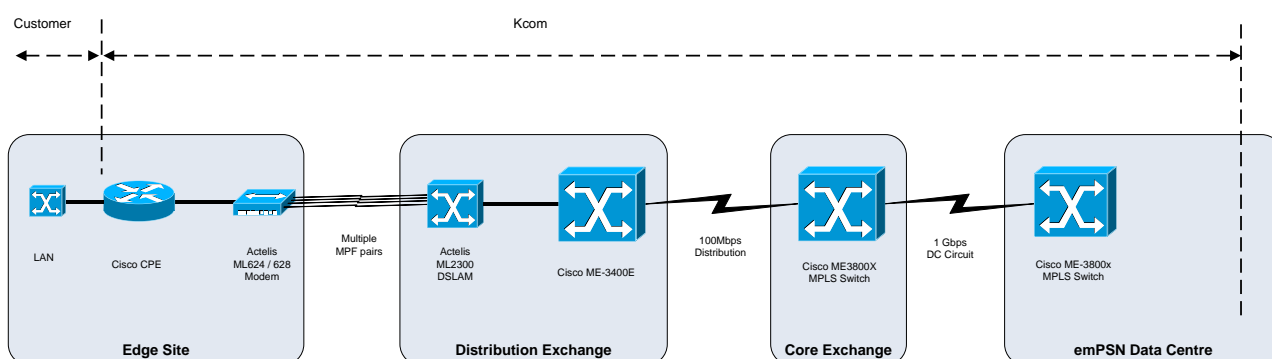 Customer
Kcom
LAN
Cisco CPE
Actelis
ML624 / 628
Modem
Multiple
MPF pairs
Actelis
ML2300
DSLAM
Cisco ME-3400E
100Mbps
Distribution
Cisco ME3800X
MPLS Switch
1 Gbps
DC Circuit
Cisco ME-3800x
MPLS Switch
Edge Site
Distribution Exchange
Core Exchange
emPSN Data Centre